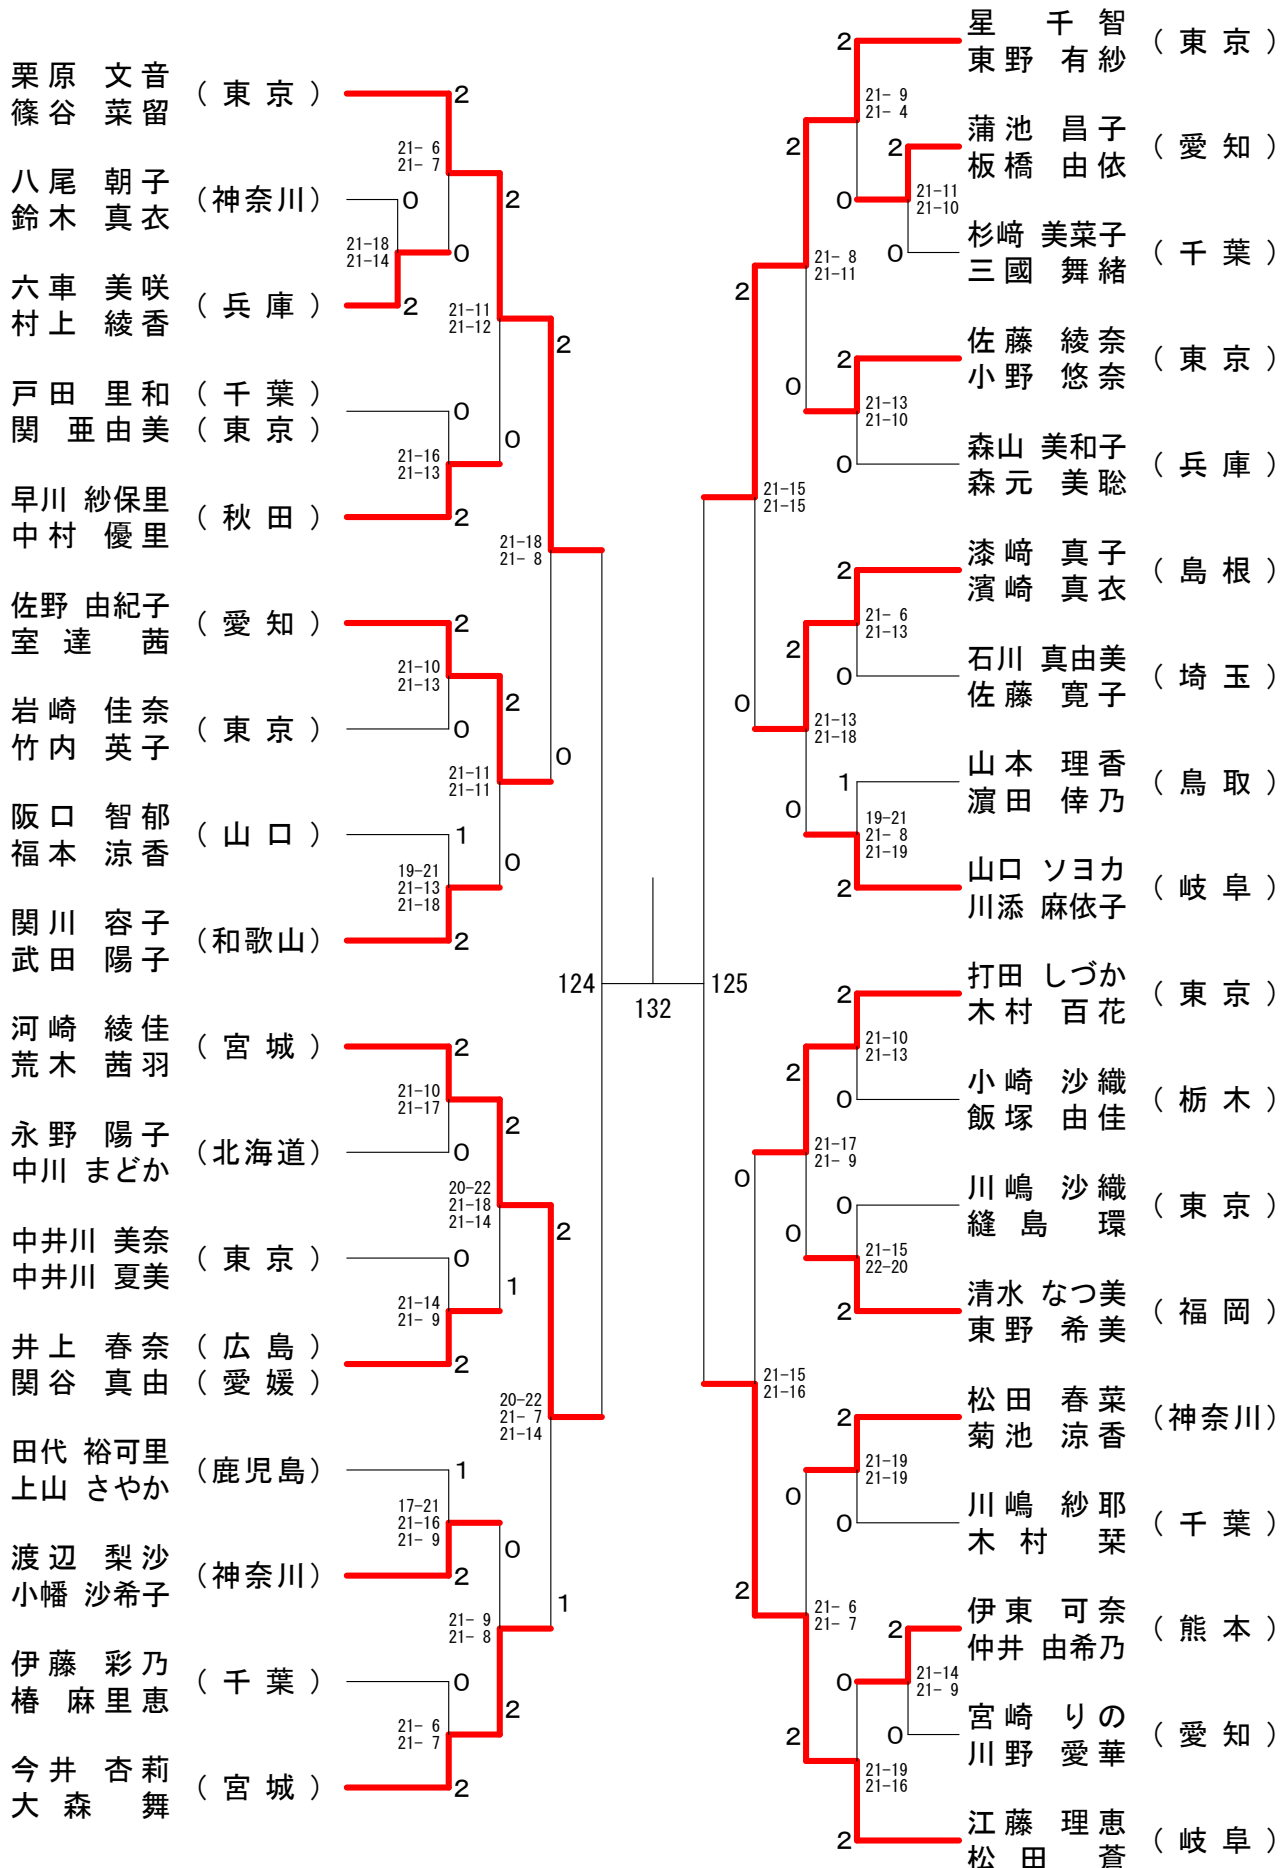 栗原 文音
篠谷 菜留
(東京)
2
21- 6
21- 7
八尾 朝子
鈴木 真衣
(神奈川)
0
2
21-18
21-14
0
六車 美咲
村上 綾香
(兵庫)
2
21-11
21-12
2
戸田 里和 (千葉)
関 亜由美 (東京)
0
0
21-16
21-13
早川 紗保里
中村 優里
(秋田)
2
21-18
21- 8
佐野 由紀子
室達 茜
(愛知)
2
21-10
21-13
2
岩崎 佳奈
竹内 英子
(東京)
0
0
21-11
21-11
阪口 智郁
福本 涼香
(山口)
1
0
19-21
21-13
21-18
関川 容子
武田 陽子
(和歌山)
2
124
132
125
河崎 綾佳
荒木 茜羽
(宮城)
2
21-10
21-17
2
永野 陽子
中川 まどか
(北海道)
0
20-22
21-18
21-14
2
中井川 美奈
中井川 夏美
(東京)
0
1
21-14
21- 9
井上 春奈 (広島)
関谷 真由 (愛媛)
2
20-22
21- 7
21-14
田代 裕可里
上山 さやか
(鹿児島)
1
17-21
21-16
21- 9
0
渡辺 梨沙
小幡 沙希子
(神奈川)
2
1
21- 9
21- 8
伊藤 彩乃
椿 麻里恵
(千葉)
0
2
21- 6
21- 7
今井 杏莉
大森 舞
(宮城)
2
星 千智
東野 有紗
(東京)
2
21- 9
21- 4
2
蒲池 昌子
板橋 由依
(愛知)
2
0
21-11
21-10
杉﨑 美菜子
三國 舞緒
(千葉)
0
21- 8
21-11
2
佐藤 綾奈
小野 悠奈
(東京)
2
0
21-13
21-10
森山 美和子
森元 美聡
(兵庫)
0
21-15
21-15
漆﨑 真子
濱崎 真衣
(島根)
2
21- 6
21-13
2
石川 真由美
佐藤 寛子
(埼玉)
0
0
21-13
21-18
山本 理香
濵田 倖乃
(鳥取)
1
0
19-21
21- 8
21-19
山口 ソヨカ
川添 麻依子
(岐阜)
2
打田 しづか
木村 百花
(東京)
2
21-10
21-13
2
小崎 沙織
飯塚 由佳
(栃木)
0
21-17
21- 9
0
川嶋 沙織
縫島 環
(東京)
0
0
21-15
22-20
清水 なつ美
東野 希美
(福岡)
2
21-15
21-16
松田 春菜
菊池 涼香
(神奈川)
2
21-19
21-19
0
川嶋 紗耶
木村 栞
(千葉)
0
2
21- 6
21- 7
伊東 可奈
仲井 由希乃
(熊本)
2
0
21-14
21- 9
宮崎 りの
川野 愛華
(愛知)
0
2
21-19
21-16
江藤 理恵
松田 蒼
(岐阜)
2